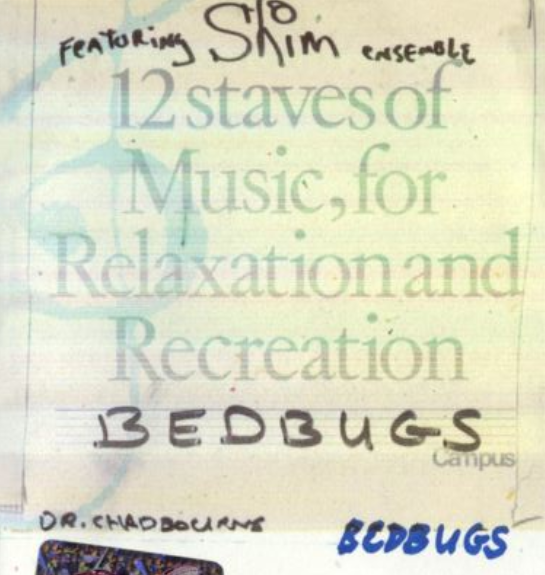 FEATURING SHIM ENSEMBLE
12 staves of
Music, for
Relaxation and
Recreation
BEDBUGS
Campus
DR. CHADBOURNE
BEDBUGS